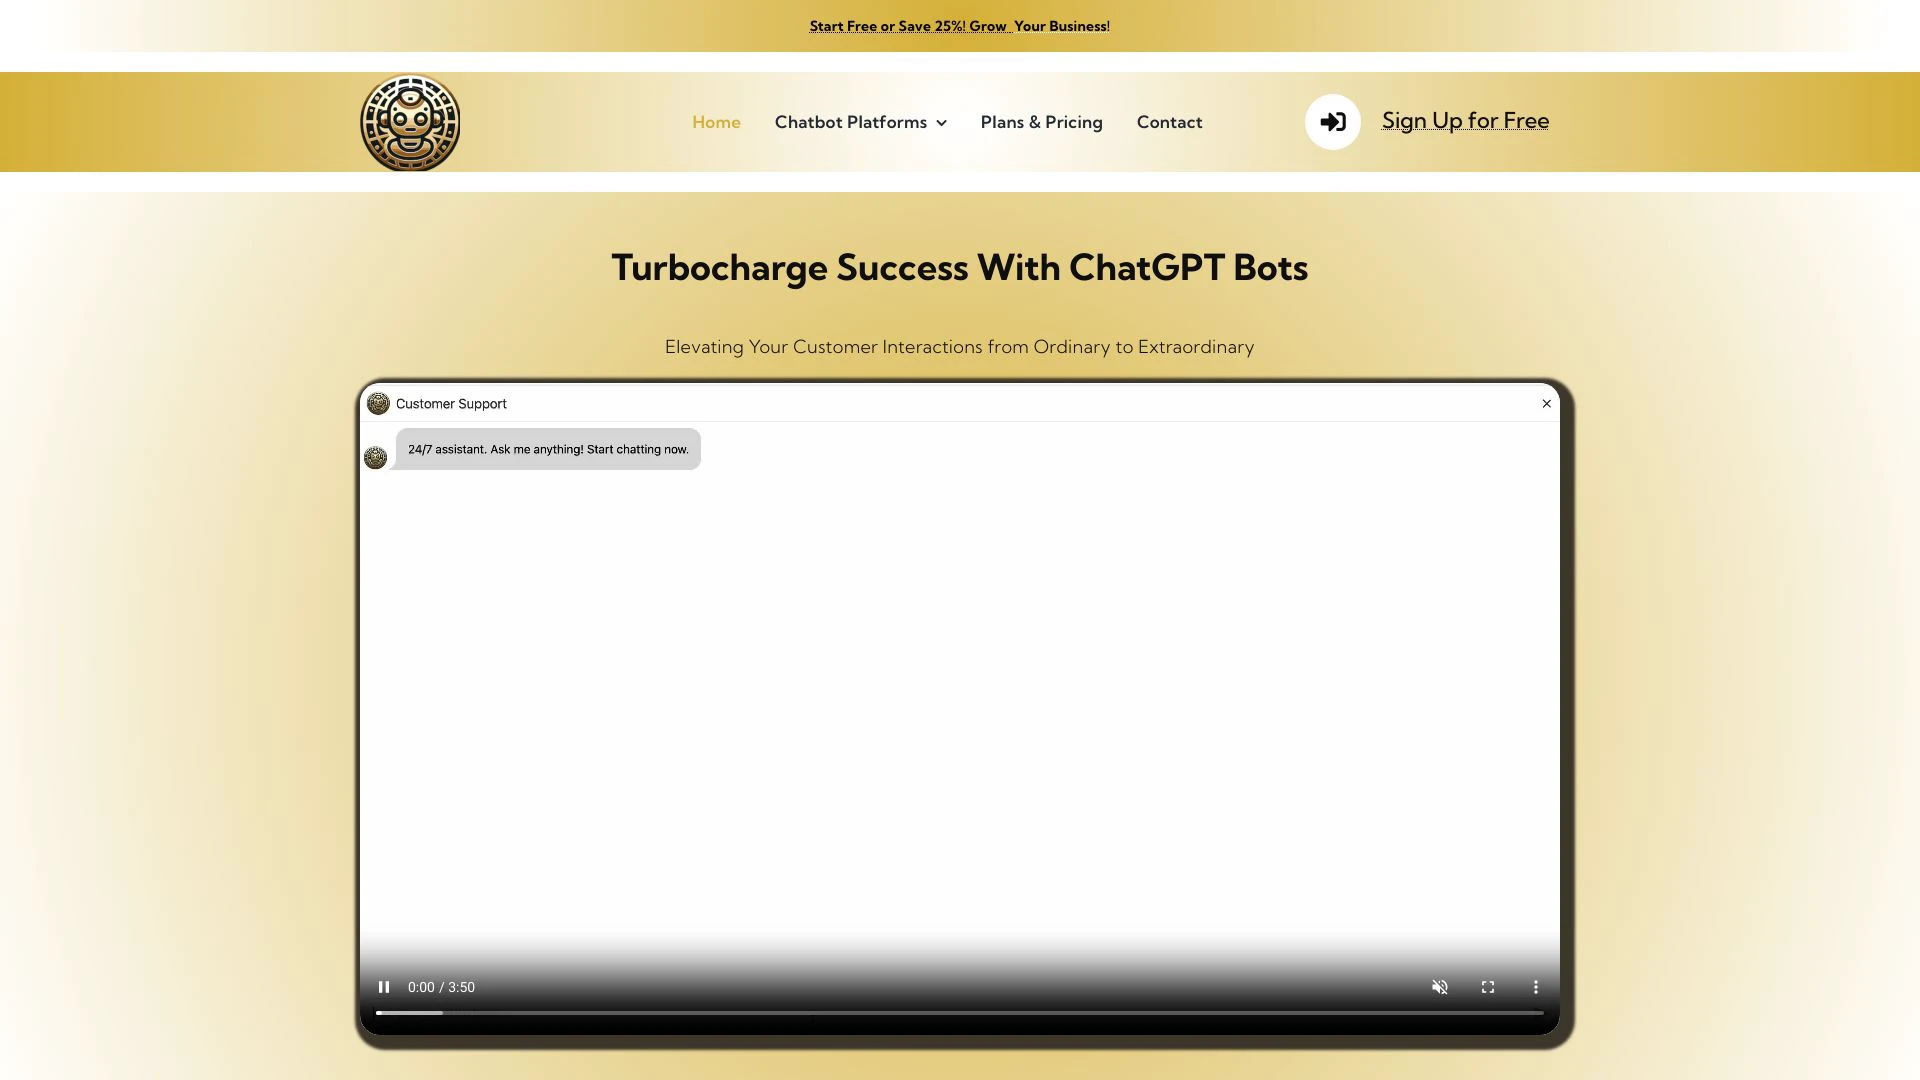 Start Free or Save 25%! Grow Your Business!
Home
Chatbot Platforms
Plans & Pricing
Contact
Sign Up for Free
Turbocharge Success With ChatGPT Bots
Elevating Your Customer Interactions from Ordinary to Extraordinary
Customer Support
24/7 assistant. Ask me anything! Start chatting now.
0:00 / 3:50